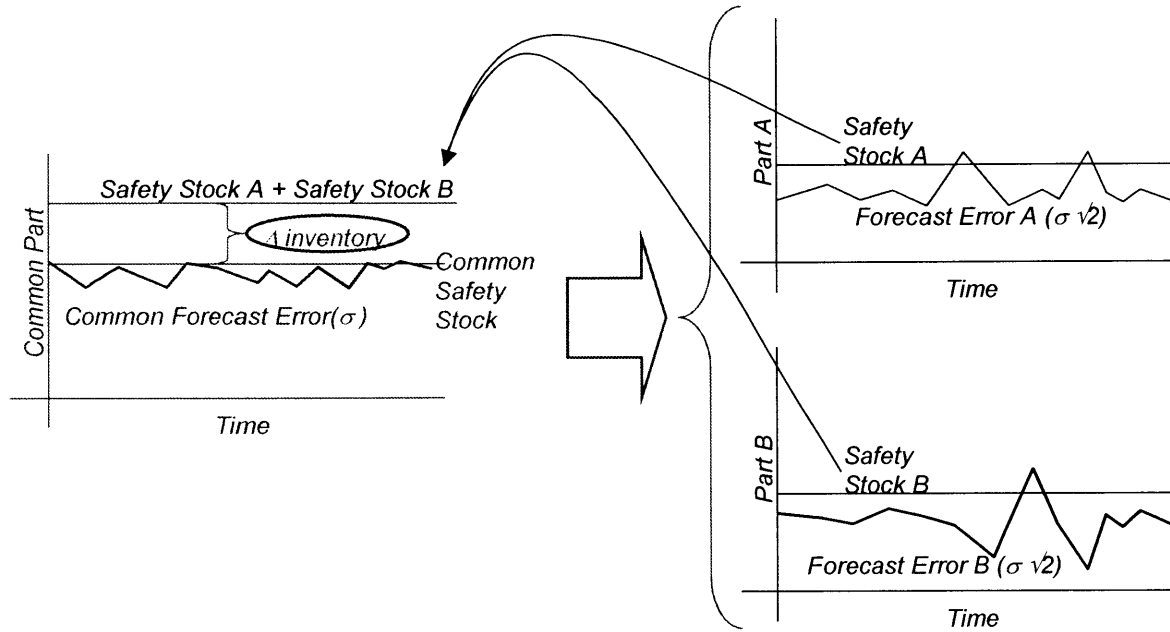 Common Part
Safety Stock A + Safety Stock B
Δ inventory
Common
Safety
Stock
Common Forecast Error(σ)
Time
Part A
Safety
Stock A
Forecast Error A (σ √2)
Time
Part B
Safety
Stock B
Forecast Error B (σ √2)
Time